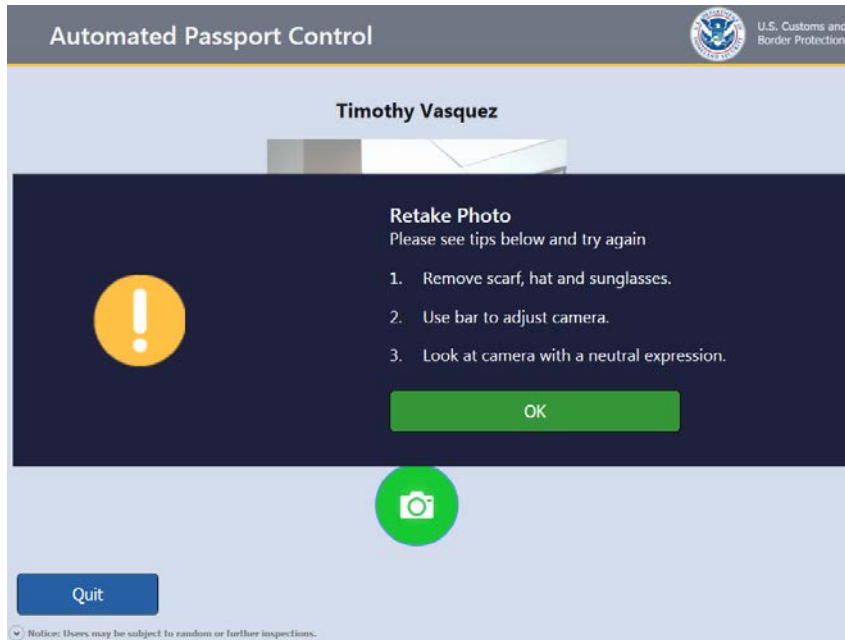 Automated Passport Control
U.S. Customs and
Border Protection
Timothy Vasquez
Retake Photo
Please see tips below and try again
1. Remove scarf, hat and sunglasses.
2. Use bar to adjust camera.
3. Look at camera with a neutral expression.
OK
Quit
Notice: Users may be subject to random or further inspections.